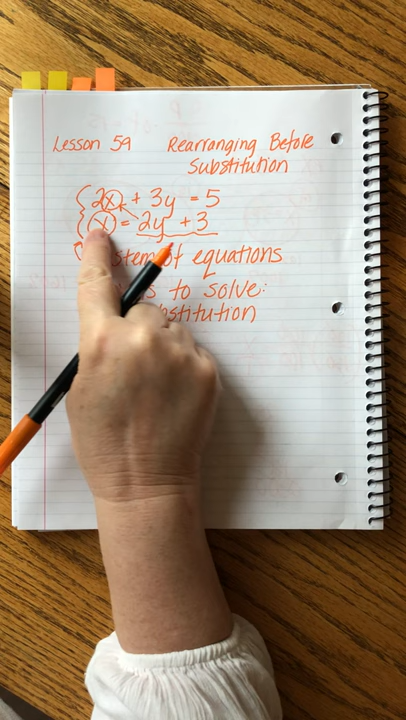 Lesson 59 Rearranging Before
Substitution
2x + 3y = 5
x = 2y + 3
of equations
to solve: